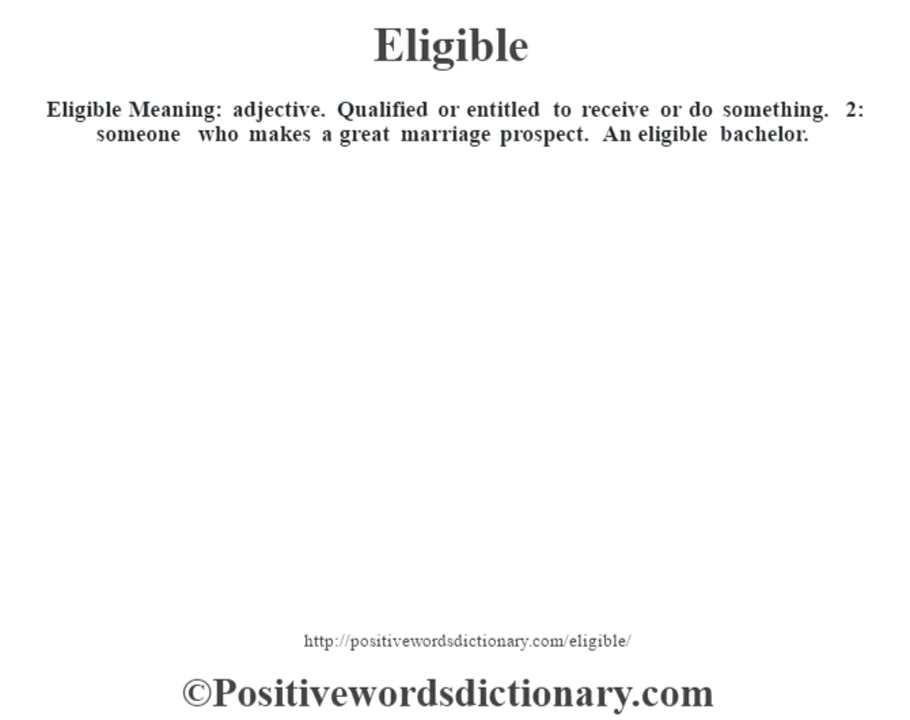 Eligible
Eligible Meaning: adjective. Qualified or entitled to receive or do something. 2:
someone who makes a great marriage prospect. An eligible bachelor.
http://positivewordsdictionary.com/eligible/
©Positivewordsdictionary.com